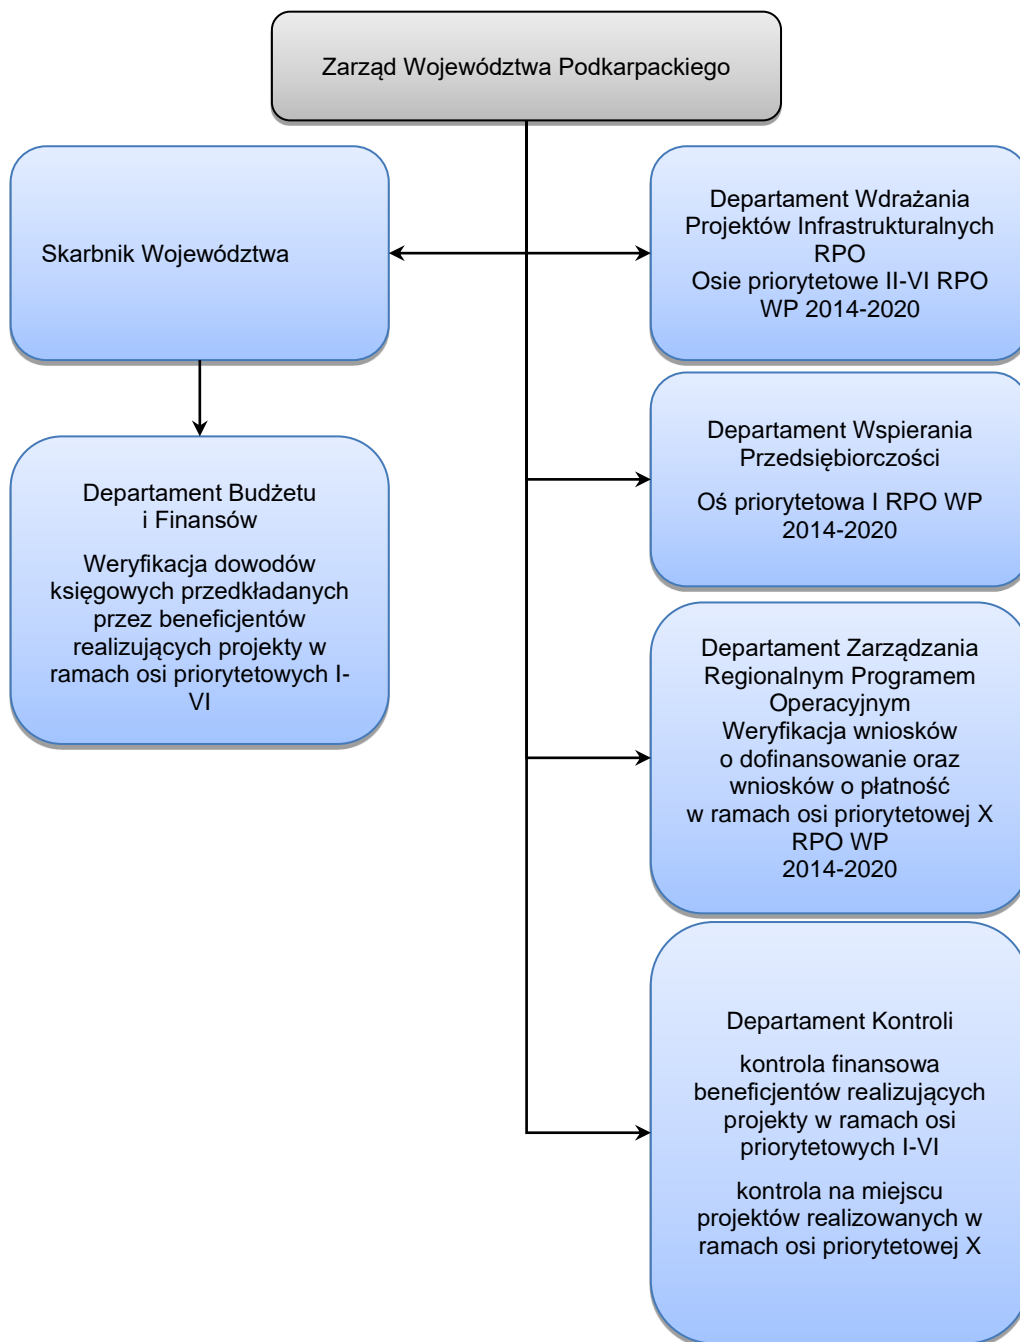 Zarząd Województwa Podkarpackiego
Skarbnik Województwa
Departament Budżetu
i Finansów
Weryfikacja dowodów
księgowych przedkładanych
przez beneficjentów
realizujących projekty w
ramach osi priorytetowych I-
VI
Departament Wdrażania
Projektów Infrastrukturalnych
RPO
Osie priorytetowe II-VI RPO
WP 2014-2020
Departament Wspierania
Przedsiębiorczości
Oś priorytetowa I RPO WP
2014-2020
Departament Zarządzania
Regionalnym Programem
Operacyjnym
Weryfikacja wniosków
o dofinansowanie oraz
wniosków o płatność
w ramach osi priorytetowej X
RPO WP
2014-2020
Departament Kontroli
kontrola finansowa
beneficjentów realizujących
projekty w ramach osi
priorytetowych I-VI
kontrola na miejscu
projektów realizowanych w
ramach osi priorytetowej X